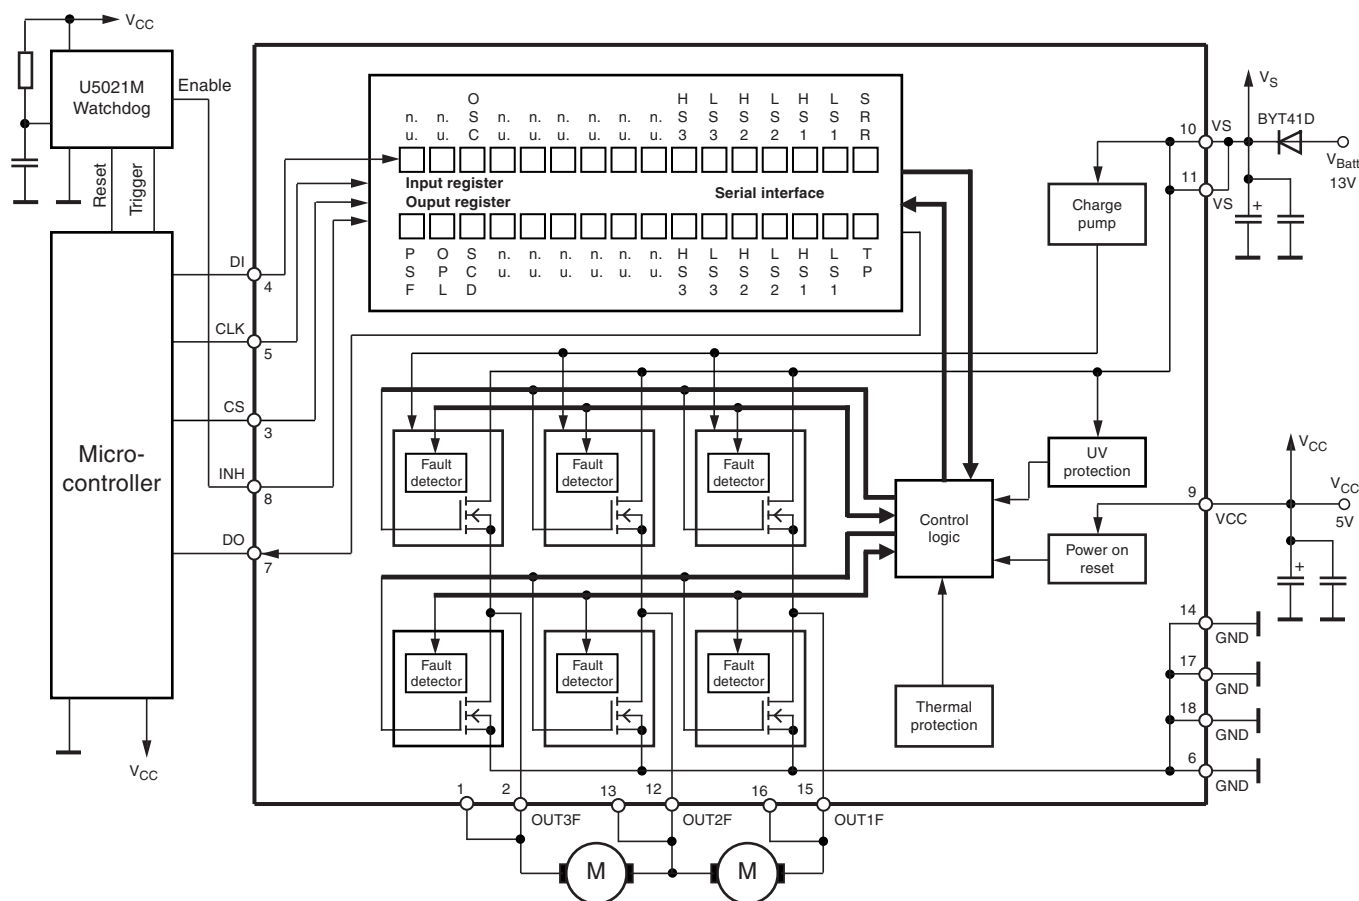 VCC
U5021M
Watchdog
Enable
Reset
Trigger
n. u.
n. u.
O S C
n. u.
n. u.
n. u.
n. u.
n. u.
n. u.
H S 3
L S 3
H S 2
L S 2
H S 1
L S 1
S R R
Input register
Ouput register
Serial interface
P S F
O P L
S C D
n. u.
n. u.
n. u.
n. u.
n. u.
n. u.
H S 3
L S 3
H S 2
L S 2
H S 1
L S 1
T P
VS
10
VS
BYT41D
VBatt
13V
11
VS
+
Charge
pump
Micro-
controller
DI
4
CLK
5
CS
3
INH
8
DO
7
VCC
Fault
detector
Fault
detector
Fault
detector
Fault
detector
Fault
detector
Fault
detector
Control
logic
UV
protection
Power on
reset
Thermal
protection
VCC
9
VCC
VCC
5V
+
14
GND
17
GND
18
GND
6
GND
1
2
OUT3F
13
12
OUT2F
16
15
OUT1F
M
M